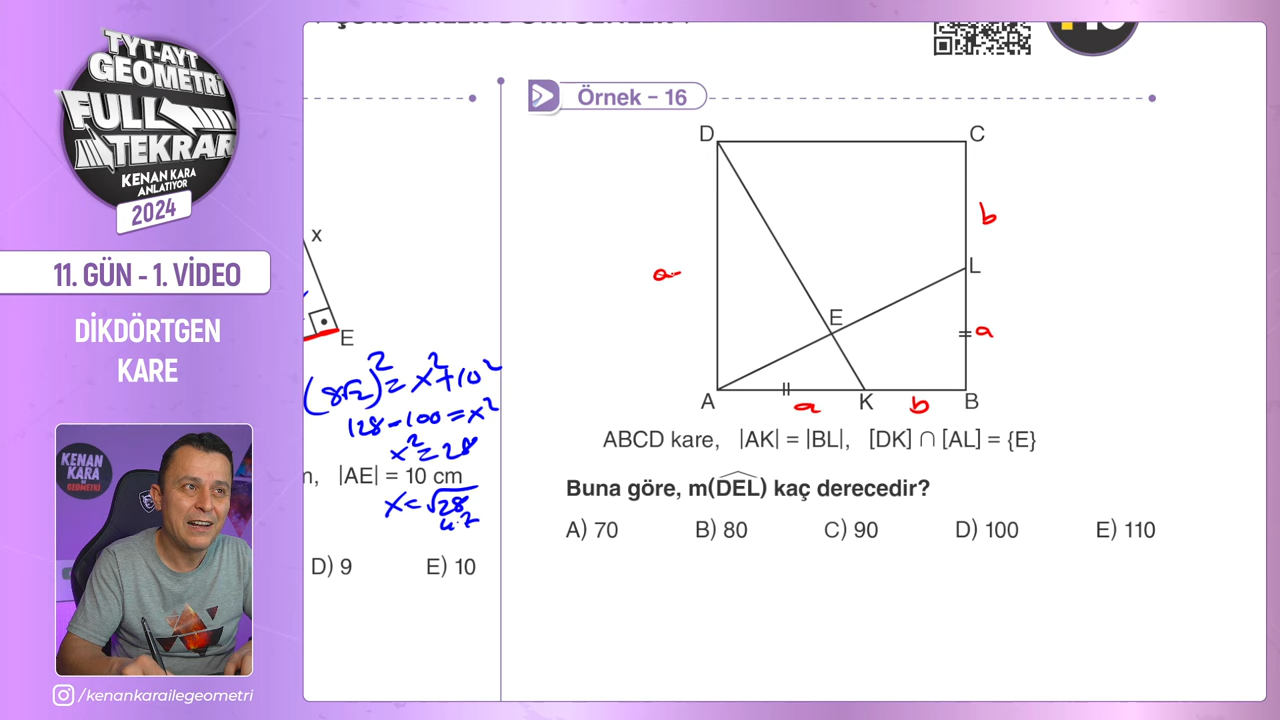 TYT-AYT
GEOMETRİ
FULL
TEKRAR
KENAN KARA
ANLATIYOR
2024
11. GÜN - 1. VİDEO
DİKDÖRTGEN
KARE
KENAN
KARA
GEOMETRİ
/kenankarailegeometri
x
E
(8√2)² = x² + 10²
128 - 100 = x²
x² = 28
n, |AE| = 10 cm
x = √28
4.7
D) 9 E) 10
Örnek – 16
D C
b
a
L
E
a
A K B
a b
ABCD kare, |AK| = |BL|, [DK] ∩ [AL] = {E}
Buna göre, m(DEL) kaç derecedir?
A) 70 B) 80 C) 90 D) 100 E) 110